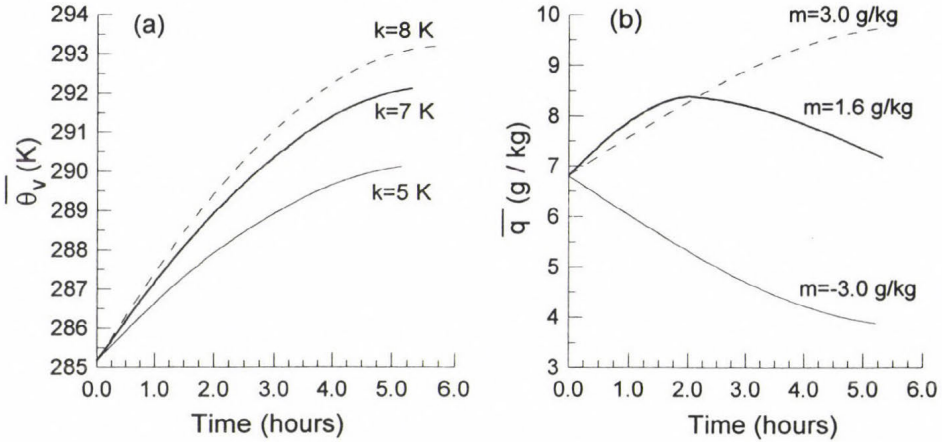 (a)
294
293
292
291
290
289
288
287
286
285
θv (K)
k=8 K
k=7 K
k=5 K
0.0 1.0 2.0 3.0 4.0 5.0 6.0
Time (hours)
(b)
10
9
8
7
6
5
4
3
q (g / kg)
m=3.0 g/kg
m=1.6 g/kg
m=-3.0 g/kg
0.0 1.0 2.0 3.0 4.0 5.0 6.0
Time (hours)